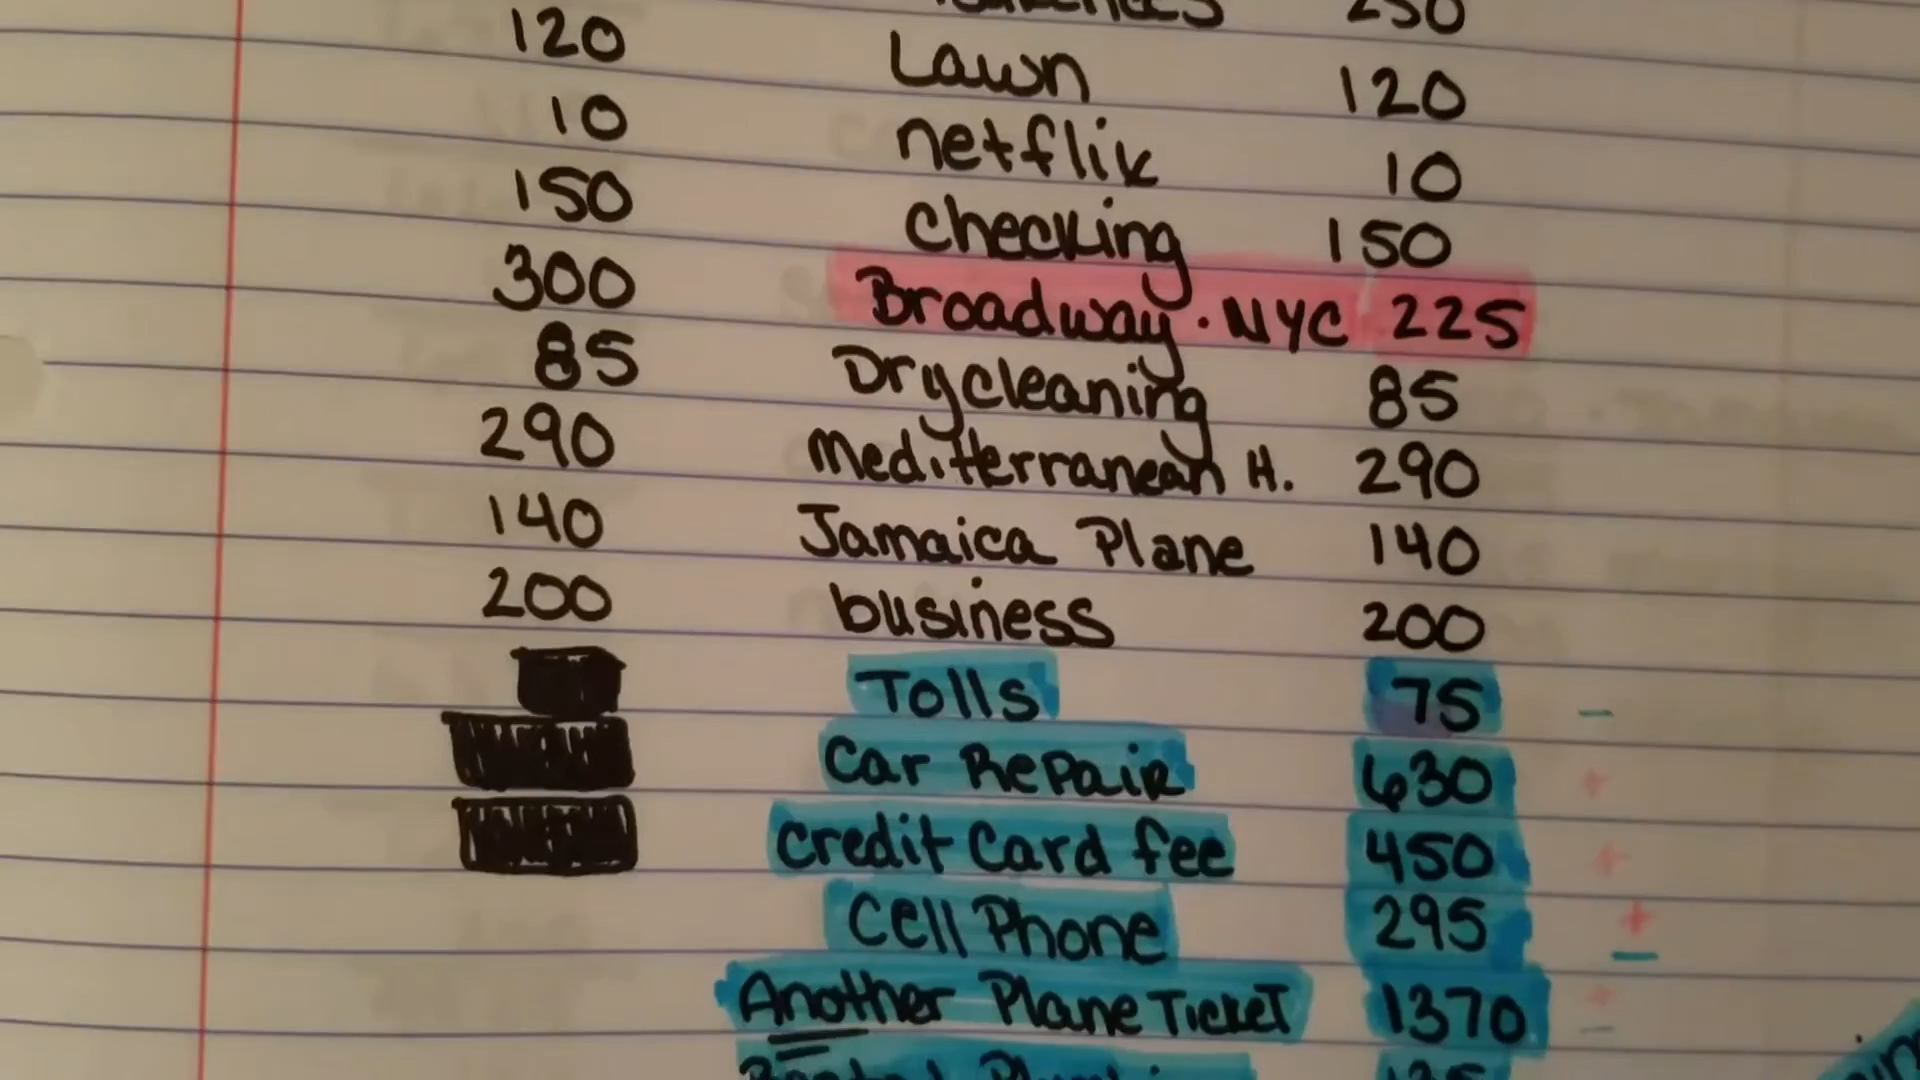 250
120 Lawn 120
10 netflik 10
150 checking 150
300 Broadway. NYC 225
85 Drycleaning 85
290 Mediterranean H. 290
140 Jamaica Plane 140
200 business 200
Tolls 75 -
Car Repair 630 +
Credit Card fee 450 +
Cell Phone 295 +
Another Plane Ticket 1370 +